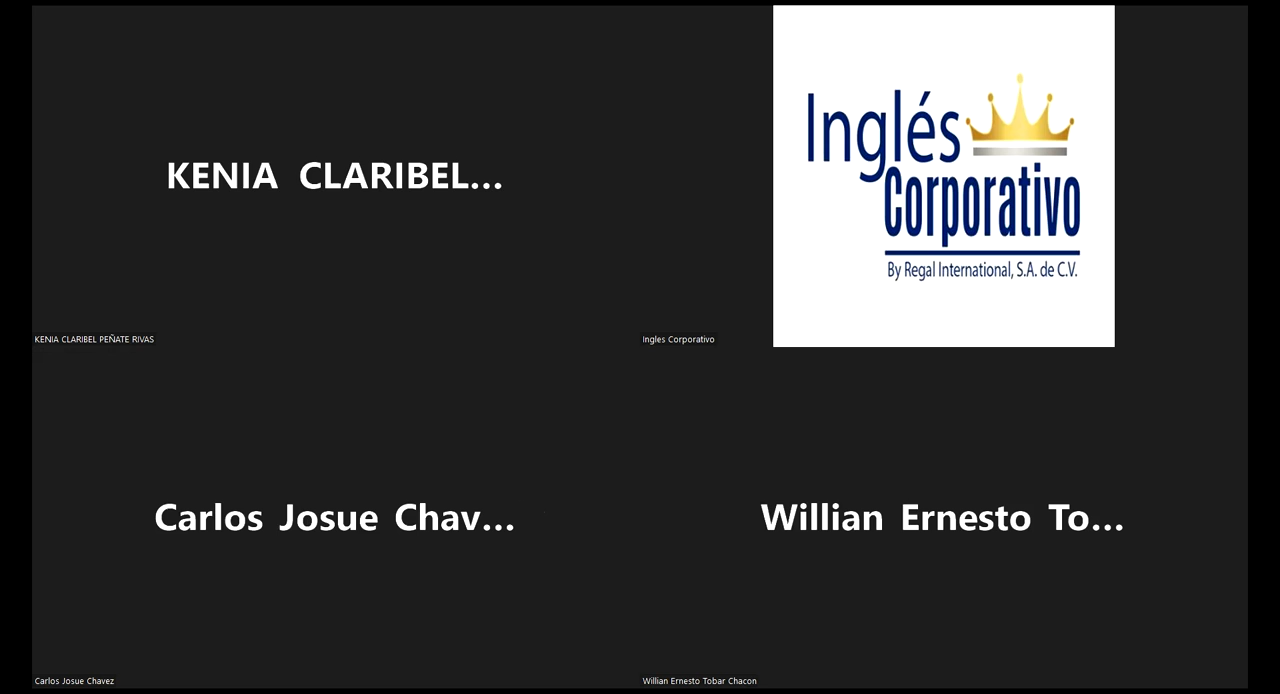 KENIA CLARIBEL...
Inglés
Corporativo
By Regal International, S.A. de C.V.
KENIA CLARIBEL PEÑATE RIVAS
Ingles Corporativo
Carlos Josue Chav...
Willian Ernesto To...
Carlos Josue Chavez
Willian Ernesto Tobar Chacon